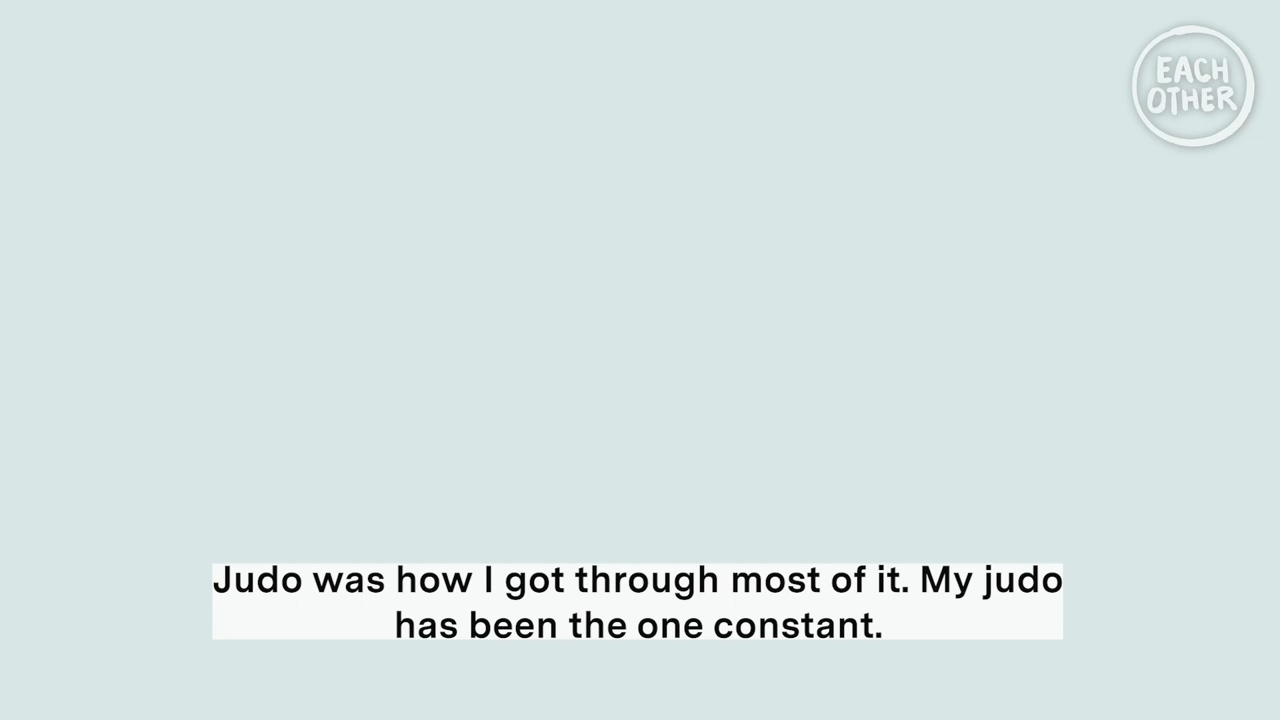 EACH
OTHER
Judo was how I got through most of it. My judo
has been the one constant.